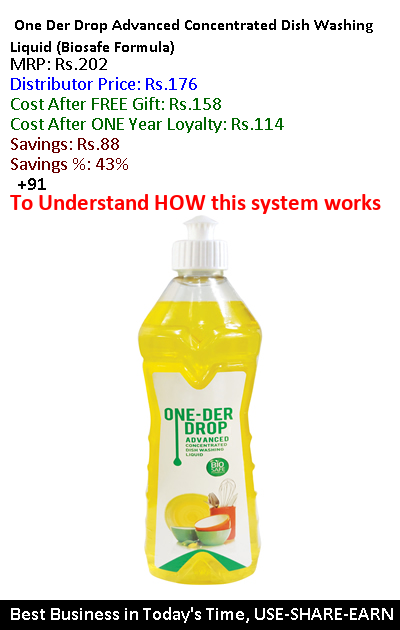 One Der Drop Advanced Concentrated Dish Washing
Liquid (Biosafe Formula)
MRP: Rs.202
Distributor Price: Rs.176
Cost After FREE Gift: Rs.158
Cost After ONE Year Loyalty: Rs.114
Savings: Rs.88
Savings %: 43%
+91
To Understand HOW this system works
ONE-DER
DROP
ADVANCED
CONCENTRATED
DISH WASHING
LIQUID
BIO
SAFE
Best Business in Today's Time, USE-SHARE-EARN